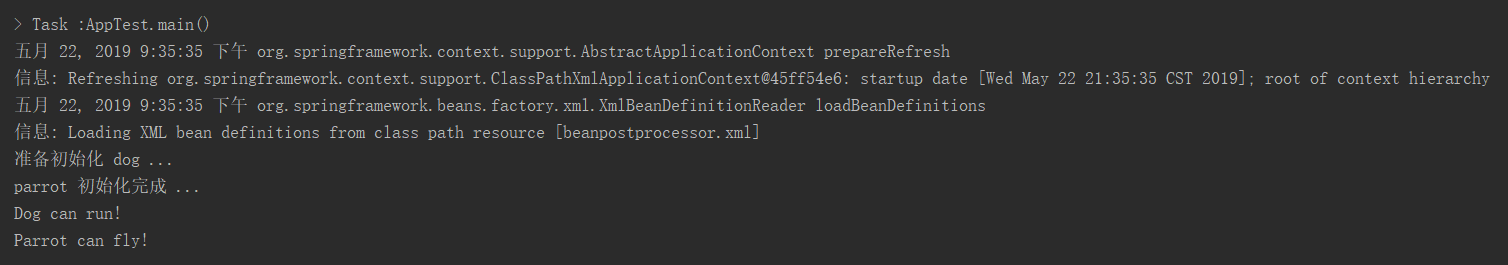 > Task :AppTest.main()
五月 22, 2019 9:35:35 下午 org.springframework.context.support.AbstractApplicationContext prepareRefresh
信息: Refreshing org.springframework.context.support.ClassPathXmlApplicationContext@45ff54e6: startup date [Wed May 22 21:35:35 CST 2019]; root of context hierarchy
五月 22, 2019 9:35:35 下午 org.springframework.beans.factory.xml.XmlBeanDefinitionReader loadBeanDefinitions
信息: Loading XML bean definitions from class path resource [beanpostprocessor.xml]
准备初始化 dog ...
parrot 初始化完成 ...
Dog can run!
Parrot can fly!